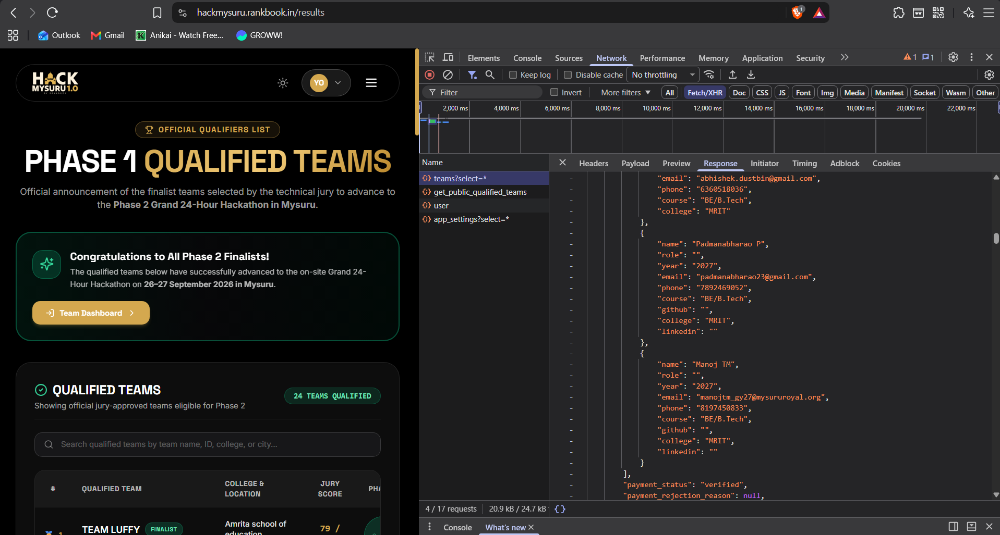 hackmysuru.rankbook.in/results
1
Outlook
Gmail
Anikai - Watch Free...
GROWW!
HACK
MYSURU 1.0
YO
OFFICIAL QUALIFIERS LIST
PHASE 1 QUALIFIED TEAMS
Official announcement of the finalist teams selected by the technical jury to advance to
the Phase 2 Grand 24-Hour Hackathon in Mysuru.
Congratulations to All Phase 2 Finalists!
The qualified teams below have successfully advanced to the on-site Grand 24-
Hour Hackathon on 26–27 September 2026 in Mysuru.
Team Dashboard
QUALIFIED TEAMS
24 TEAMS QUALIFIED
Showing official jury-approved teams eligible for Phase 2
Search qualified teams by team name, ID, college, or city...
# QUALIFIED TEAM COLLEGE & LOCATION JURY SCORE PHA
1 TEAM LUFFY FINALIST Amrita school of education 79 /
Elements Console Sources Network Performance Memory Application Security 1 1
Keep log Disable cache No throttling
Filter Invert More filters All Fetch/XHR Doc CSS JS Font Img Media Manifest Socket Wasm Other
2,000 ms 4,000 ms 6,000 ms 8,000 ms 10,000 ms 12,000 ms 14,000 ms 16,000 ms 18,000 ms 20,000 ms 22,000 ms
Name
teams?select=*
get_public_qualified_teams
user
app_settings?select=*
Headers Payload Preview Response Initiator Timing Adblock Cookies
- "email": "abhishek.dustbin@gmail.com",
- "phone": "6360518036",
- "course": "BE/B.Tech",
- "college": "MRIT"
- },
- {
- "name": "Padmanabharao P",
- "role": "",
- "year": "2027",
- "email": "padmanabharao23@gmail.com",
- "phone": "7892469052",
- "course": "BE/B.Tech",
- "github": "",
- "college": "MRIT",
- "linkedin": ""
- },
- {
- "name": "Manoj TM",
- "role": "",
- "year": "2027",
- "email": "manojtm_gy27@mysururoyal.org",
- "phone": "8197450833",
- "course": "BE/B.Tech",
- "github": "",
- "college": "MRIT",
- "linkedin": ""
- }
- ],
- "payment_status": "verified",
- "payment_rejection_reason": null,
4 / 17 requests 20.9 kB / 24.7 kB { }
Console What's new